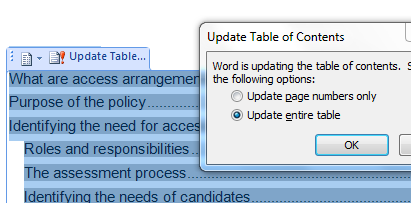 Update Table of Contents
Update Table...
Word is updating the table of contents.
the following options:
Update page numbers only
Update entire table
OK
What are access
Purpose of the policy
Identifying the need for
Roles and responsibilities
The assessment process
Identifying the needs of candidates